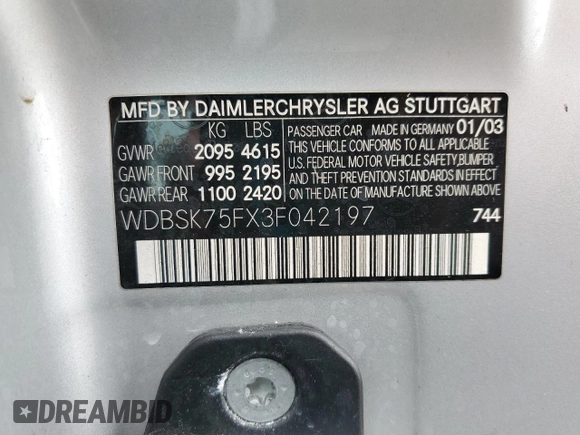 MFD BY DAIMLERCHRYSLER AG STUTTGART
KG LBS
GVWR 2095 4615
GAWR FRONT 995 2195
GAWR REAR 1100 2420
PASSENGER CAR MADE IN GERMANY 01/03
THIS VEHICLE CONFORMS TO ALL APPLICABLE
U.S. FEDERAL MOTOR VEHICLE SAFETY, BUMPER
AND THEFT PREVENTION STANDARDS IN EFFECT
ON THE DATE OF MANUFACTURE SHOWN ABOVE.
WDBSK75FX3F042197 744
DREAMBID